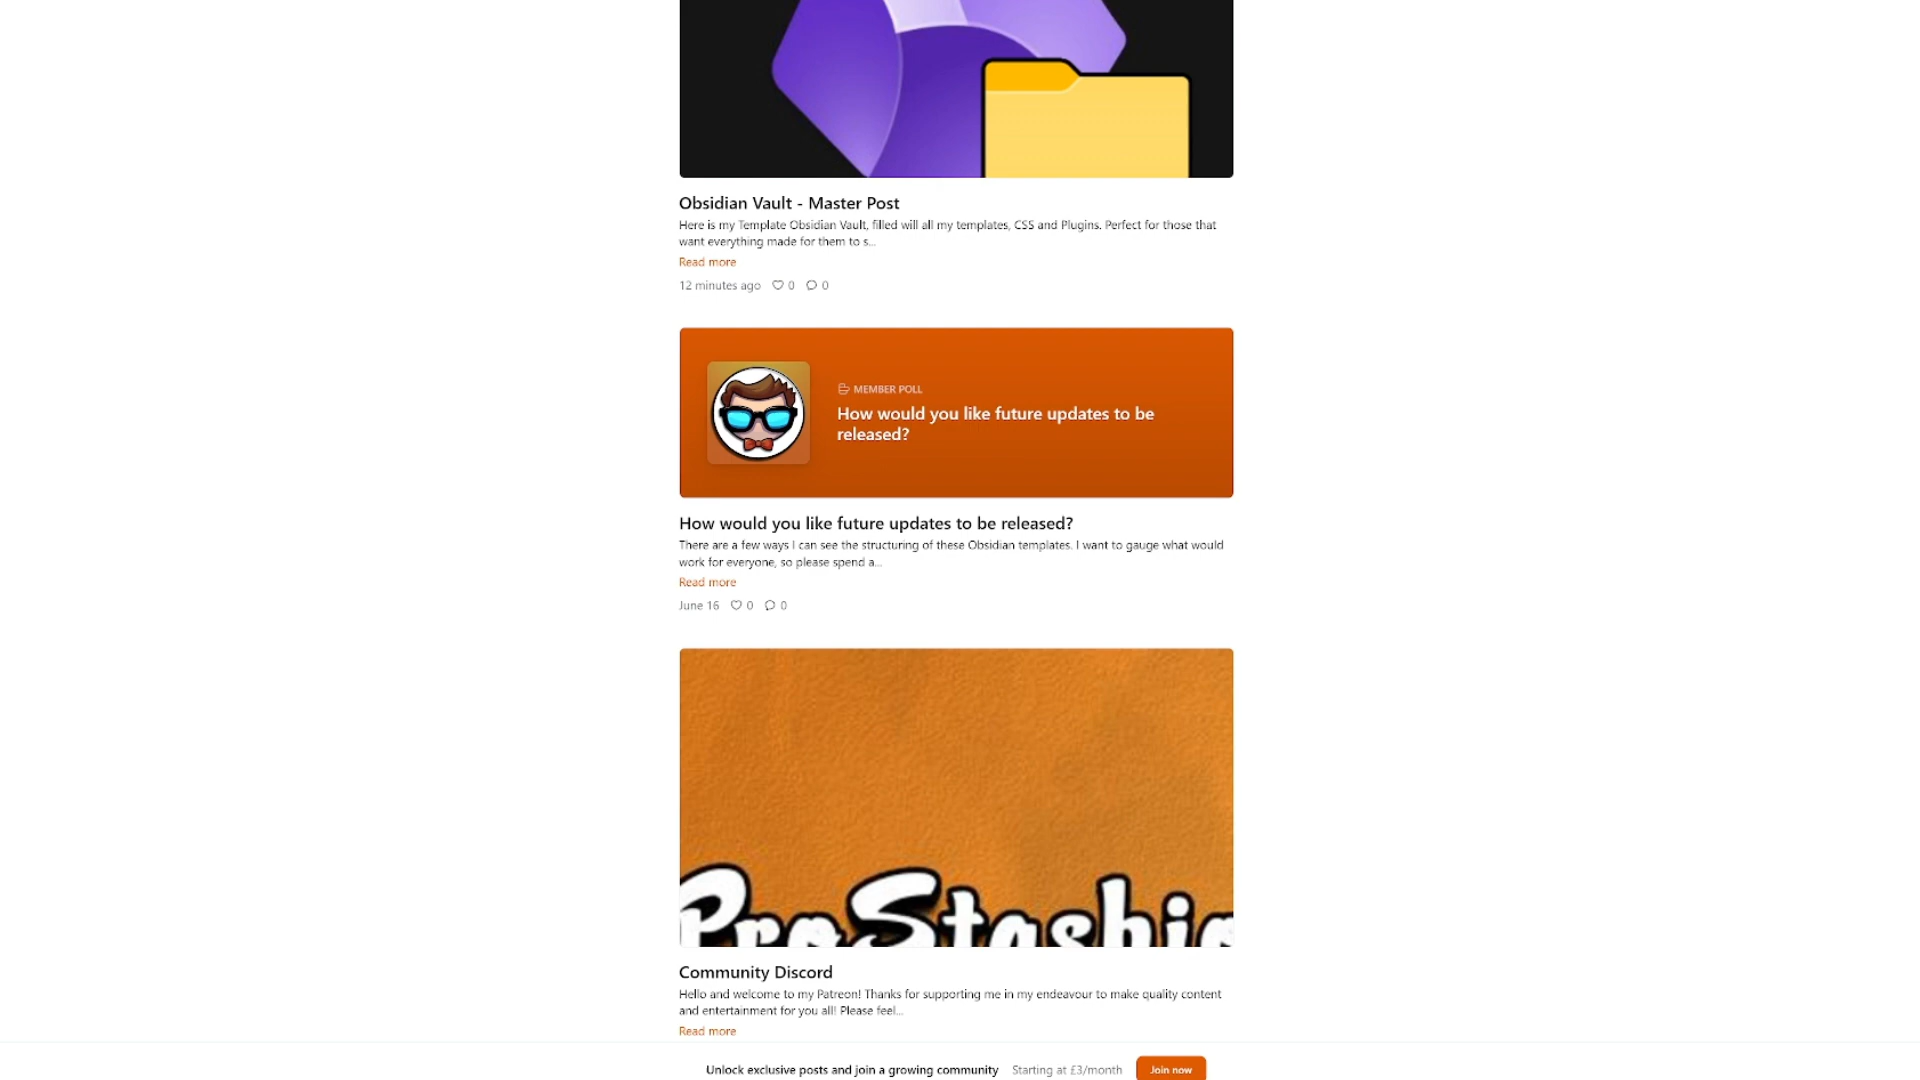 Obsidian Vault - Master Post
Here is my Template Obsidian Vault, filled will all my templates, CSS and Plugins. Perfect for those that
want everything made for them to s...
Read more
12 minutes ago 0 0
MEMBER POLL
How would you like future updates to be
released?
How would you like future updates to be released?
There are a few ways I can see the structuring of these Obsidian templates. I want to gauge what would
work for everyone, so please spend a...
Read more
June 16 0 0
Community Discord
Hello and welcome to my Patreon! Thanks for supporting me in my endeavour to make quality content
and entertainment for you all! Please feel...
Read more
Unlock exclusive posts and join a growing community Starting at £3/month Join now